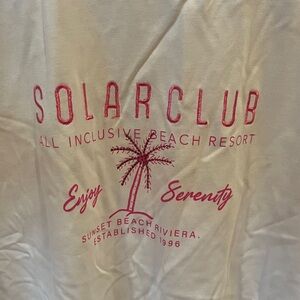 SOLARCLUB
ALL INCLUSIVE BEACH RESORT
Enjoy Serenity
SUNSET BEACH RIVIERA.
ESTABLISHED 1996